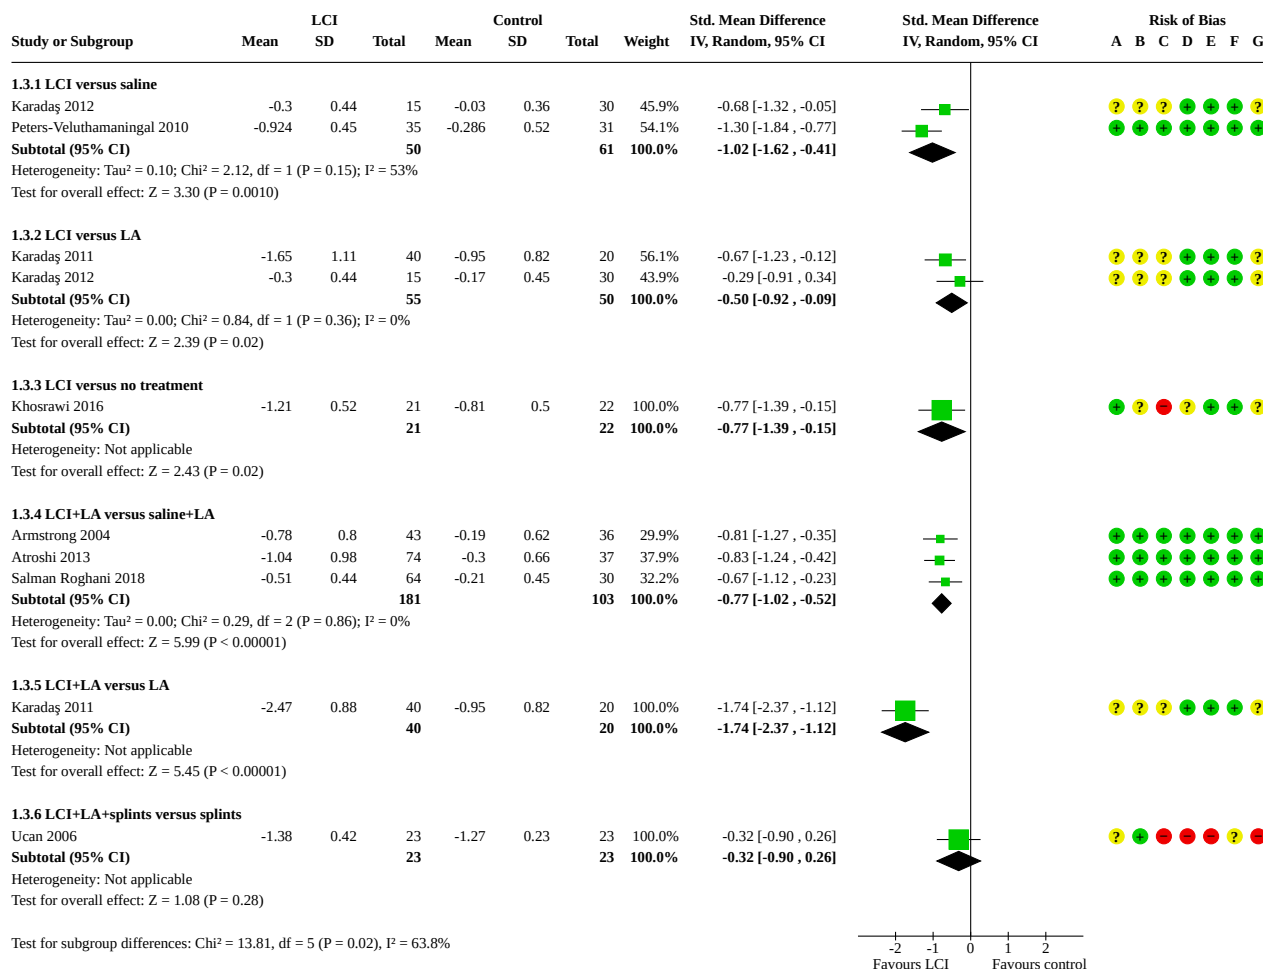 LCI Control Std. Mean Difference Std. Mean Difference Risk of Bias
Study or Subgroup Mean SD Total Mean SD Total Weight IV, Random, 95% CI IV, Random, 95% CI A B C D E F G
1.3.1 LCI versus saline
Karadaş 2012 -0.3 0.44 15 -0.03 0.36 30 45.9% -0.68 [-1.32 , -0.05] ? ? ? + + + ?
Peters-Veluthamaningal 2010 -0.924 0.45 35 -0.286 0.52 31 54.1% -1.30 [-1.84 , -0.77] + + + + + + +
Subtotal (95% CI) 50 61 100.0% -1.02 [-1.62 , -0.41]
Heterogeneity: Tau² = 0.10; Chi² = 2.12, df = 1 (P = 0.15); I² = 53%
Test for overall effect: Z = 3.30 (P = 0.0010)
1.3.2 LCI versus LA
Karadaş 2011 -1.65 1.11 40 -0.95 0.82 20 56.1% -0.67 [-1.23 , -0.12] ? ? ? + + + ?
Karadaş 2012 -0.3 0.44 15 -0.17 0.45 30 43.9% -0.29 [-0.91 , 0.34] ? ? ? + + + ?
Subtotal (95% CI) 55 50 100.0% -0.50 [-0.92 , -0.09]
Heterogeneity: Tau² = 0.00; Chi² = 0.84, df = 1 (P = 0.36); I² = 0%
Test for overall effect: Z = 2.39 (P = 0.02)
1.3.3 LCI versus no treatment
Khosrawi 2016 -1.21 0.52 21 -0.81 0.5 22 100.0% -0.77 [-1.39 , -0.15] + ? − ? + + ?
Subtotal (95% CI) 21 22 100.0% -0.77 [-1.39 , -0.15]
Heterogeneity: Not applicable
Test for overall effect: Z = 2.43 (P = 0.02)
1.3.4 LCI+LA versus saline+LA
Armstrong 2004 -0.78 0.8 43 -0.19 0.62 36 29.9% -0.81 [-1.27 , -0.35] + + + + + + +
Atroshi 2013 -1.04 0.98 74 -0.3 0.66 37 37.9% -0.83 [-1.24 , -0.42] + + + + + + +
Salman Roghani 2018 -0.51 0.44 64 -0.21 0.45 30 32.2% -0.67 [-1.12 , -0.23] + + + + + + +
Subtotal (95% CI) 181 103 100.0% -0.77 [-1.02 , -0.52]
Heterogeneity: Tau² = 0.00; Chi² = 0.29, df = 2 (P = 0.86); I² = 0%
Test for overall effect: Z = 5.99 (P < 0.00001)
1.3.5 LCI+LA versus LA
Karadaş 2011 -2.47 0.88 40 -0.95 0.82 20 100.0% -1.74 [-2.37 , -1.12] ? ? ? + + + ?
Subtotal (95% CI) 40 20 100.0% -1.74 [-2.37 , -1.12]
Heterogeneity: Not applicable
Test for overall effect: Z = 5.45 (P < 0.00001)
1.3.6 LCI+LA+splints versus splints
Ucan 2006 -1.38 0.42 23 -1.27 0.23 23 100.0% -0.32 [-0.90 , 0.26] ? + − − − ? −
Subtotal (95% CI) 23 23 100.0% -0.32 [-0.90 , 0.26]
Heterogeneity: Not applicable
Test for overall effect: Z = 1.08 (P = 0.28)
Test for subgroup differences: Chi² = 13.81, df = 5 (P = 0.02), I² = 63.8%
-2 -1 0 1 2
Favours LCI Favours control